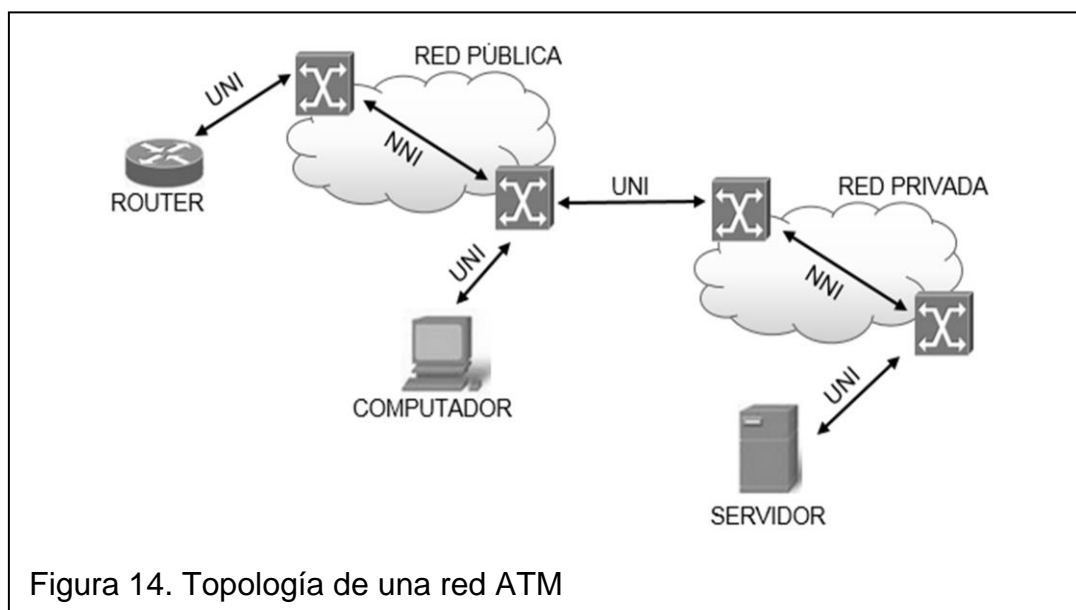 RED PÚBLICA
UNI
NNI
ROUTER
UNI
RED PRIVADA
UNI
NNI
COMPUTADOR
UNI
SERVIDOR
Figura 14. Topología de una red ATM